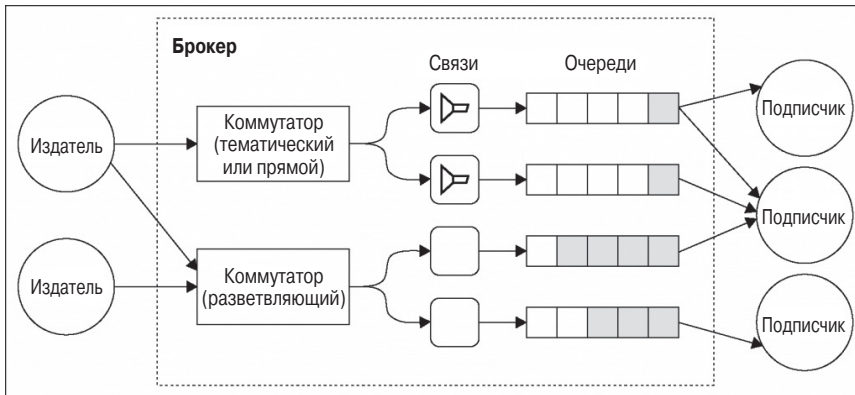 Брокер
Связи
Очереди
Издатель
Коммутатор
(тематический
или прямой)
Подписчик
Подписчик
Издатель
Коммутатор
(разветвляющий)
Подписчик